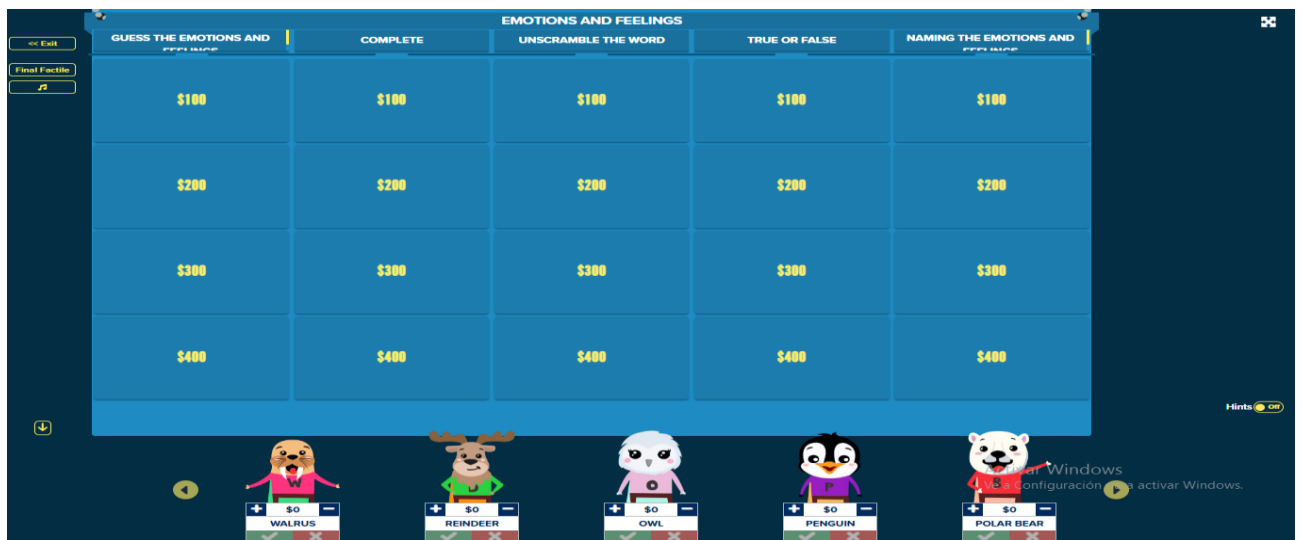 EMOTIONS AND FEELINGS
<< Exit
Final Factile
GUESS THE EMOTIONS AND
FEELINGS
COMPLETE
UNSCRAMBLE THE WORD
TRUE OR FALSE
NAMING THE EMOTIONS AND
FEELINGS
$100 $100 $100 $100 $100
$200 $200 $200 $200 $200
$300 $300 $300 $300 $300
$400 $400 $400 $400 $400
Hints Off
W O P
Windows
Configuración activar Windows.
+ $0 − + $0 − + $0 − + $0 − + $0 −
WALRUS REINDEER OWL PENGUIN POLAR BEAR